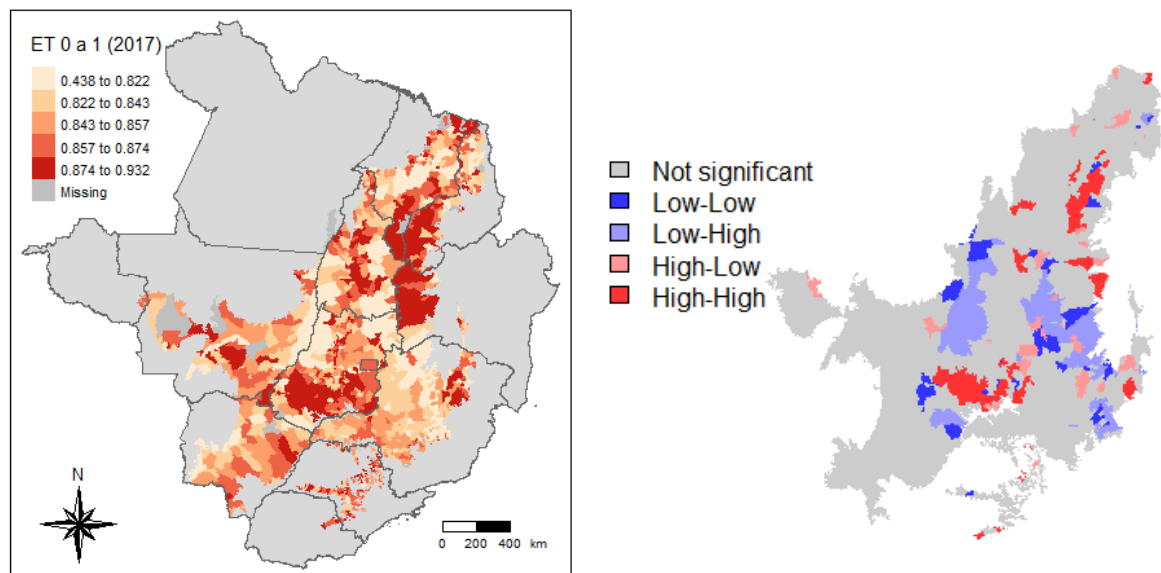 ET 0 a 1 (2017)
0.438 to 0.822
0.822 to 0.843
0.843 to 0.857
0.857 to 0.874
0.874 to 0.932
Missing
N
0 200 400 km
Not significant
Low-Low
Low-High
High-Low
High-High